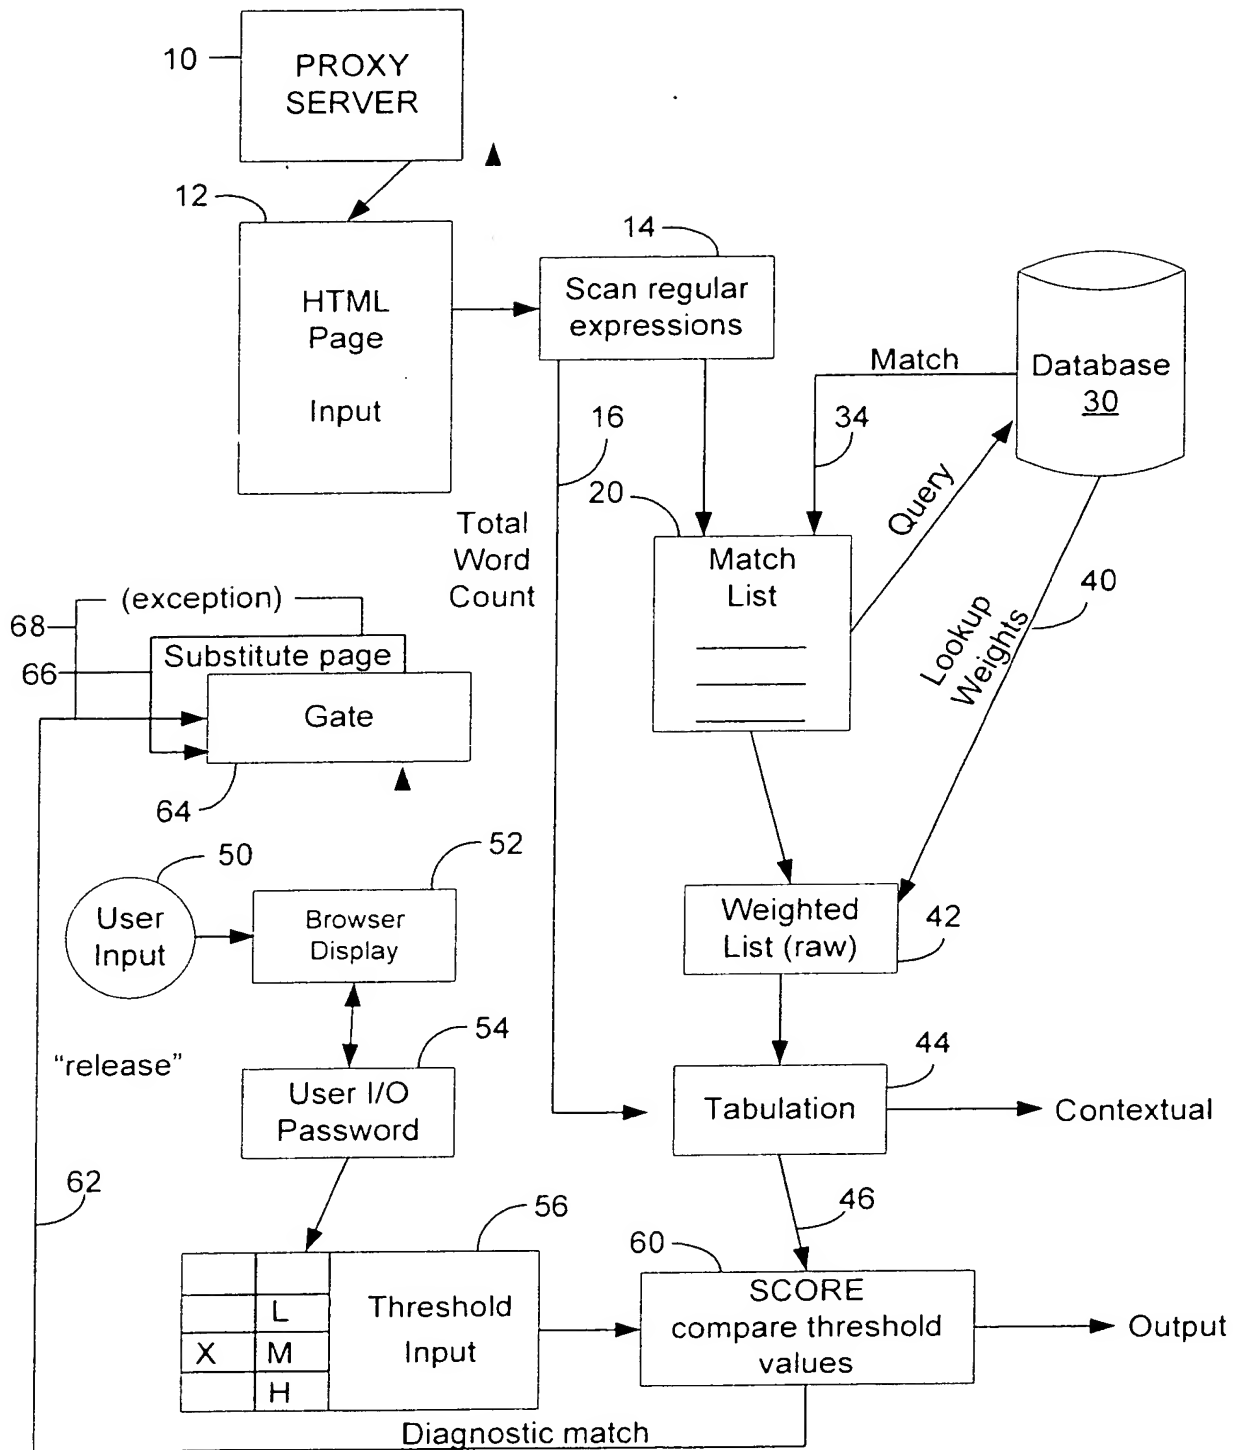 10
PROXY
SERVER
12
HTML
Page
Input
14
Scan regular
expressions
Match
Database
30
16
34
20
Query
Total
Word
Count
Match
List
40
Lookup
Weights
(exception)
68
Substitute page
66
Gate
64
50
52
User
Input
Browser
Display
Weighted
List (raw)
42
54
"release"
User I/O
Password
44
Tabulation
Contextual
62
46
56
60
L
X M
H
Threshold
Input
SCORE
compare threshold
values
Output
Diagnostic match